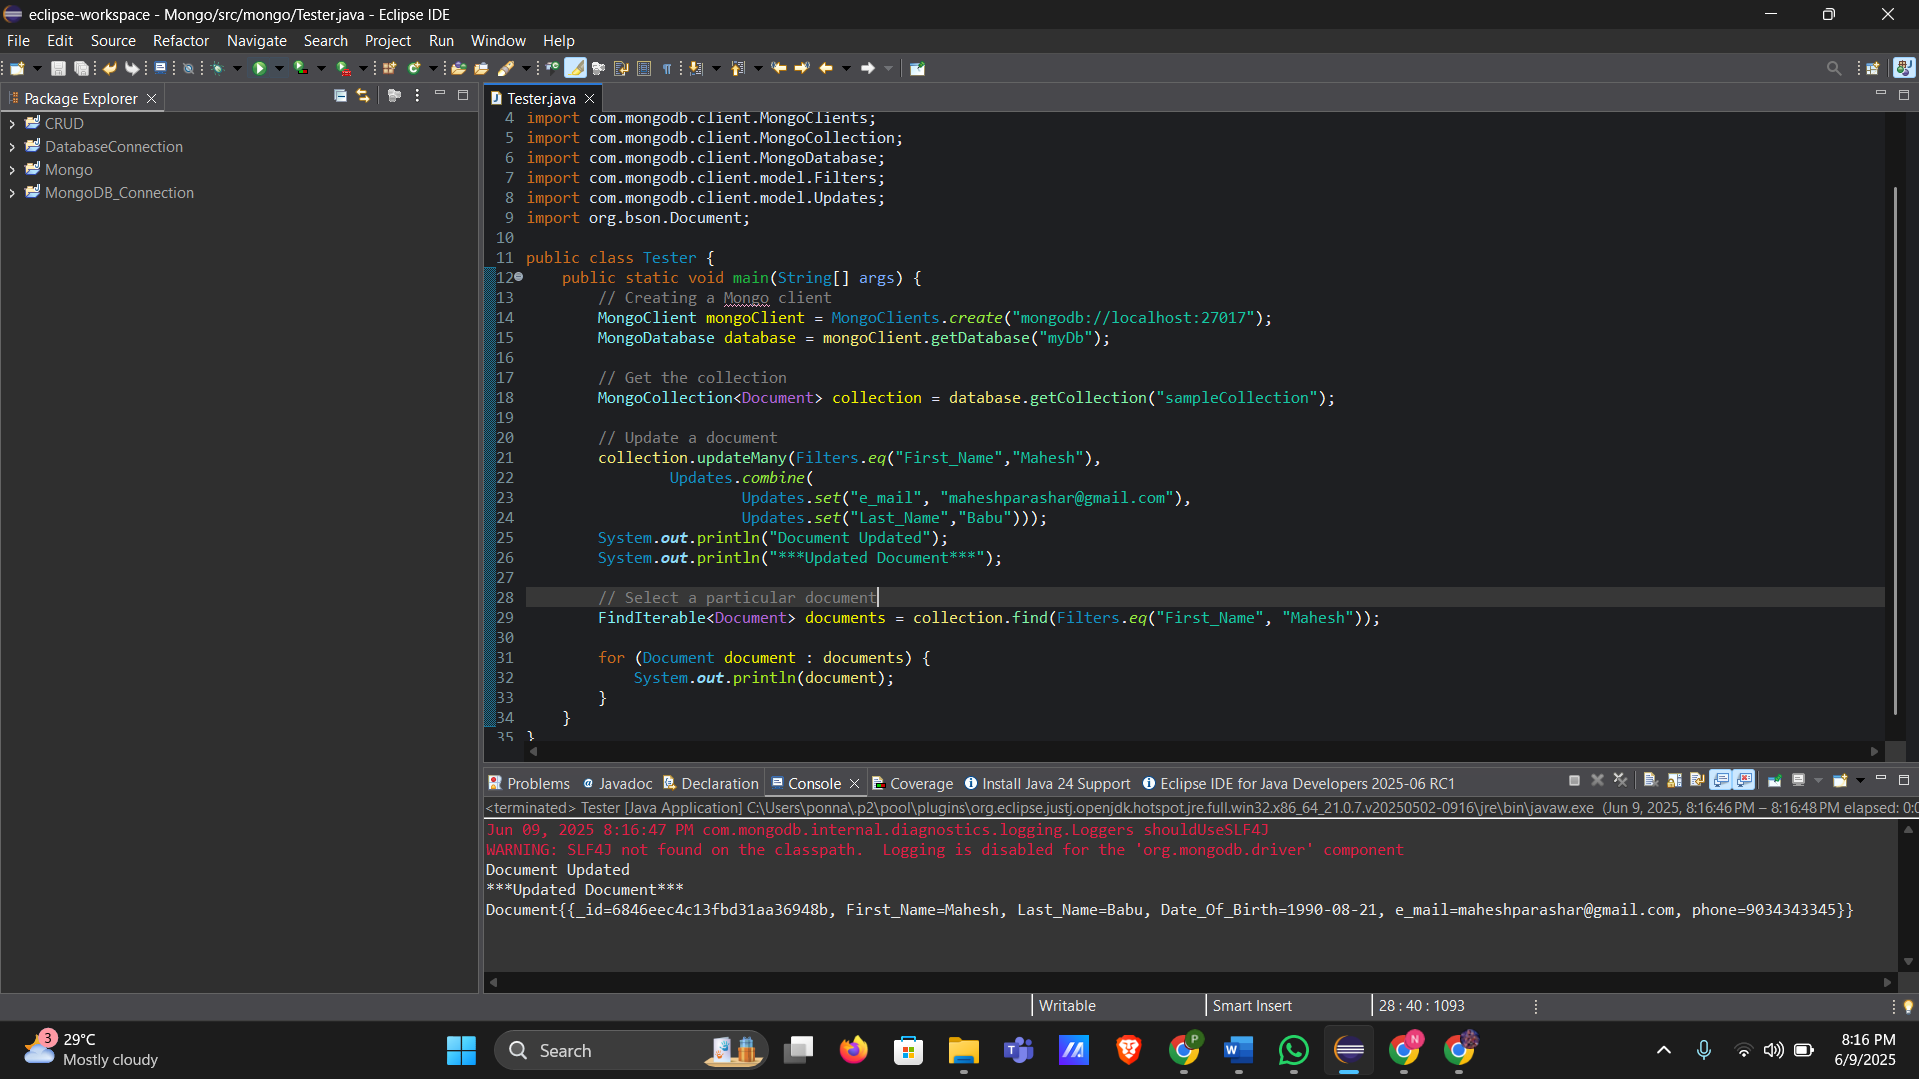 eclipse-workspace - Mongo/src/mongo/Tester.java - Eclipse IDE
File Edit Source Refactor Navigate Search Project Run Window Help
Package Explorer
CRUD
DatabaseConnection
Mongo
MongoDB_Connection
Tester.java
4 import com.mongodb.client.MongoClients;
5 import com.mongodb.client.MongoCollection;
6 import com.mongodb.client.MongoDatabase;
7 import com.mongodb.client.model.Filters;
8 import com.mongodb.client.model.Updates;
9 import org.bson.Document;
10
11 public class Tester {
12 public static void main(String[] args) {
13 // Creating a Mongo client
14 MongoClient mongoClient = MongoClients.create("mongodb://localhost:27017");
15 MongoDatabase database = mongoClient.getDatabase("myDb");
16
17 // Get the collection
18 MongoCollection<Document> collection = database.getCollection("sampleCollection");
19
20 // Update a document
21 collection.updateMany(Filters.eq("First_Name","Mahesh"),
22 Updates.combine(
23 Updates.set("e_mail", "maheshparashar@gmail.com"),
24 Updates.set("Last_Name","Babu")));
25 System.out.println("Document Updated");
26 System.out.println("***Updated Document***");
27
28 // Select a particular document
29 FindIterable<Document> documents = collection.find(Filters.eq("First_Name", "Mahesh"));
30
31 for (Document document : documents) {
32 System.out.println(document);
33 }
34 }
35 }
Problems Javadoc Declaration Console Coverage Install Java 24 Support Eclipse IDE for Java Developers 2025-06 RC1
<terminated> Tester [Java Application] C:\Users\ponna\.p2\pool\plugins\org.eclipse.justj.openjdk.hotspot.jre.full.win32.x86_64_21.0.7.v20250502-0916\jre\bin\javaw.exe (Jun 9, 2025, 8:16:46 PM – 8:16:48 PM elapsed: 0:0
Jun 09, 2025 8:16:47 PM com.mongodb.internal.diagnostics.logging.Loggers shouldUseSLF4J
WARNING: SLF4J not found on the classpath. Logging is disabled for the 'org.mongodb.driver' component
Document Updated
***Updated Document***
Document{{_id=6846eec4c13fbd31aa36948b, First_Name=Mahesh, Last_Name=Babu, Date_Of_Birth=1990-08-21, e_mail=maheshparashar@gmail.com, phone=9034343345}}
Writable Smart Insert 28 : 40 : 1093
3
29°C
Mostly cloudy
Search
P
N
8:16 PM
6/9/2025